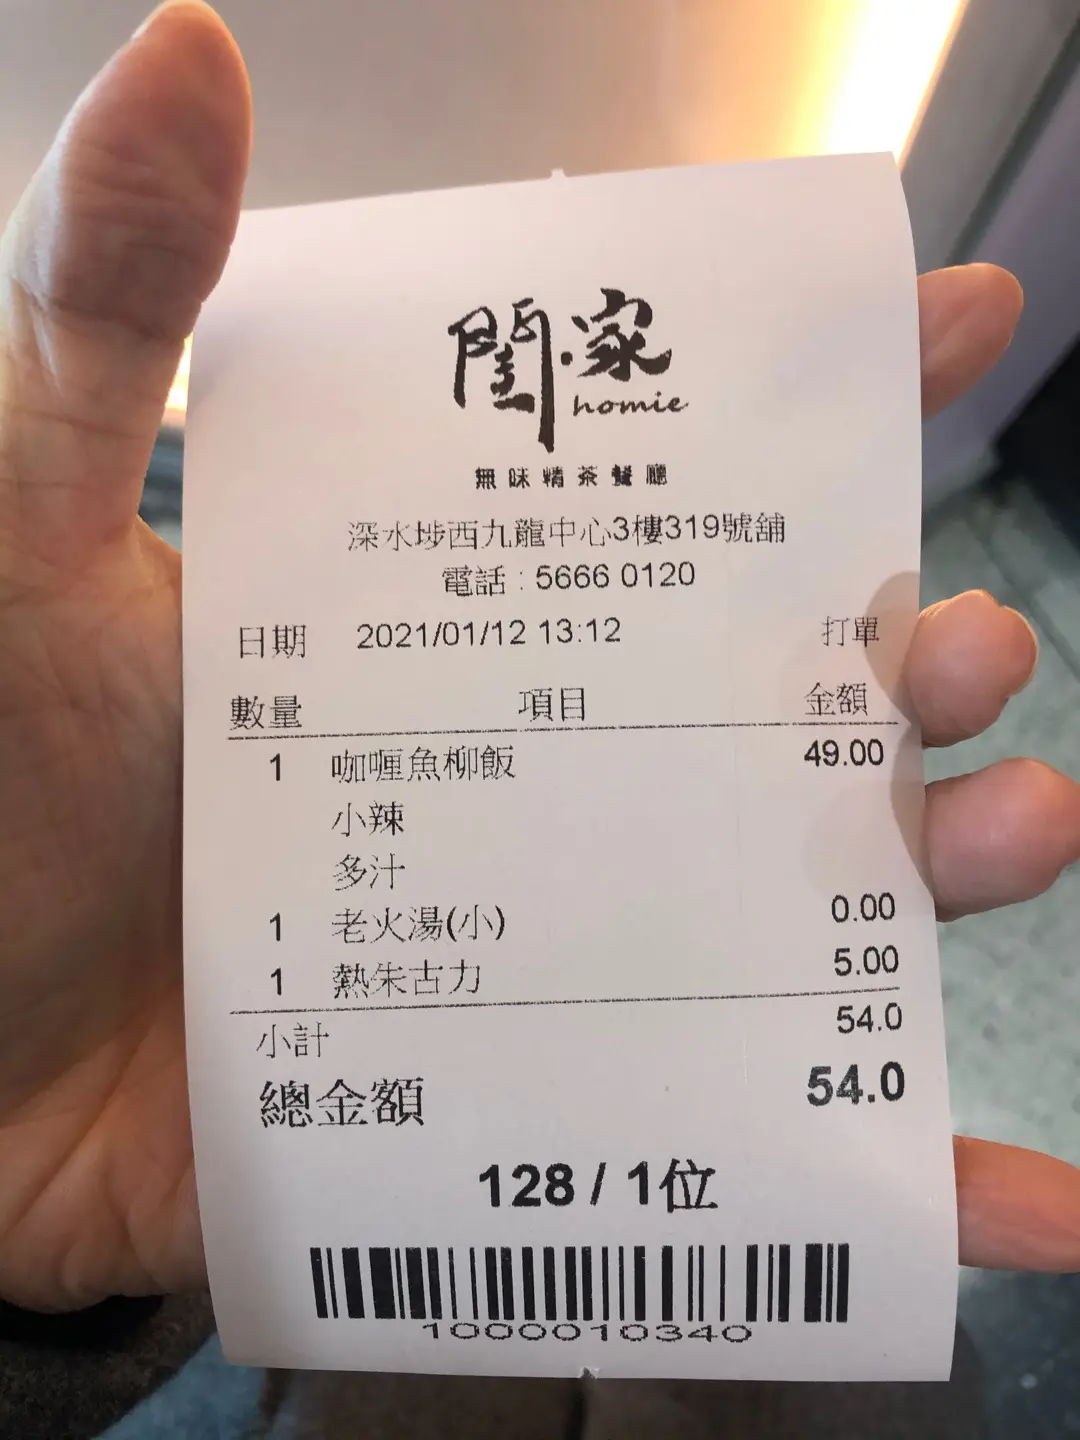 閨·家
homie
無味精茶餐廳
深水埗西九龍中心3樓319號舖
電話 : 5666 0120
日期 2021/01/12 13:12 打單
數量 項目 金額
1 咖喱魚柳飯 49.00
小辣
多汁
1 老火湯(小) 0.00
1 熱朱古力 5.00
小計 54.0
總金額 54.0
128 / 1位
10000010340